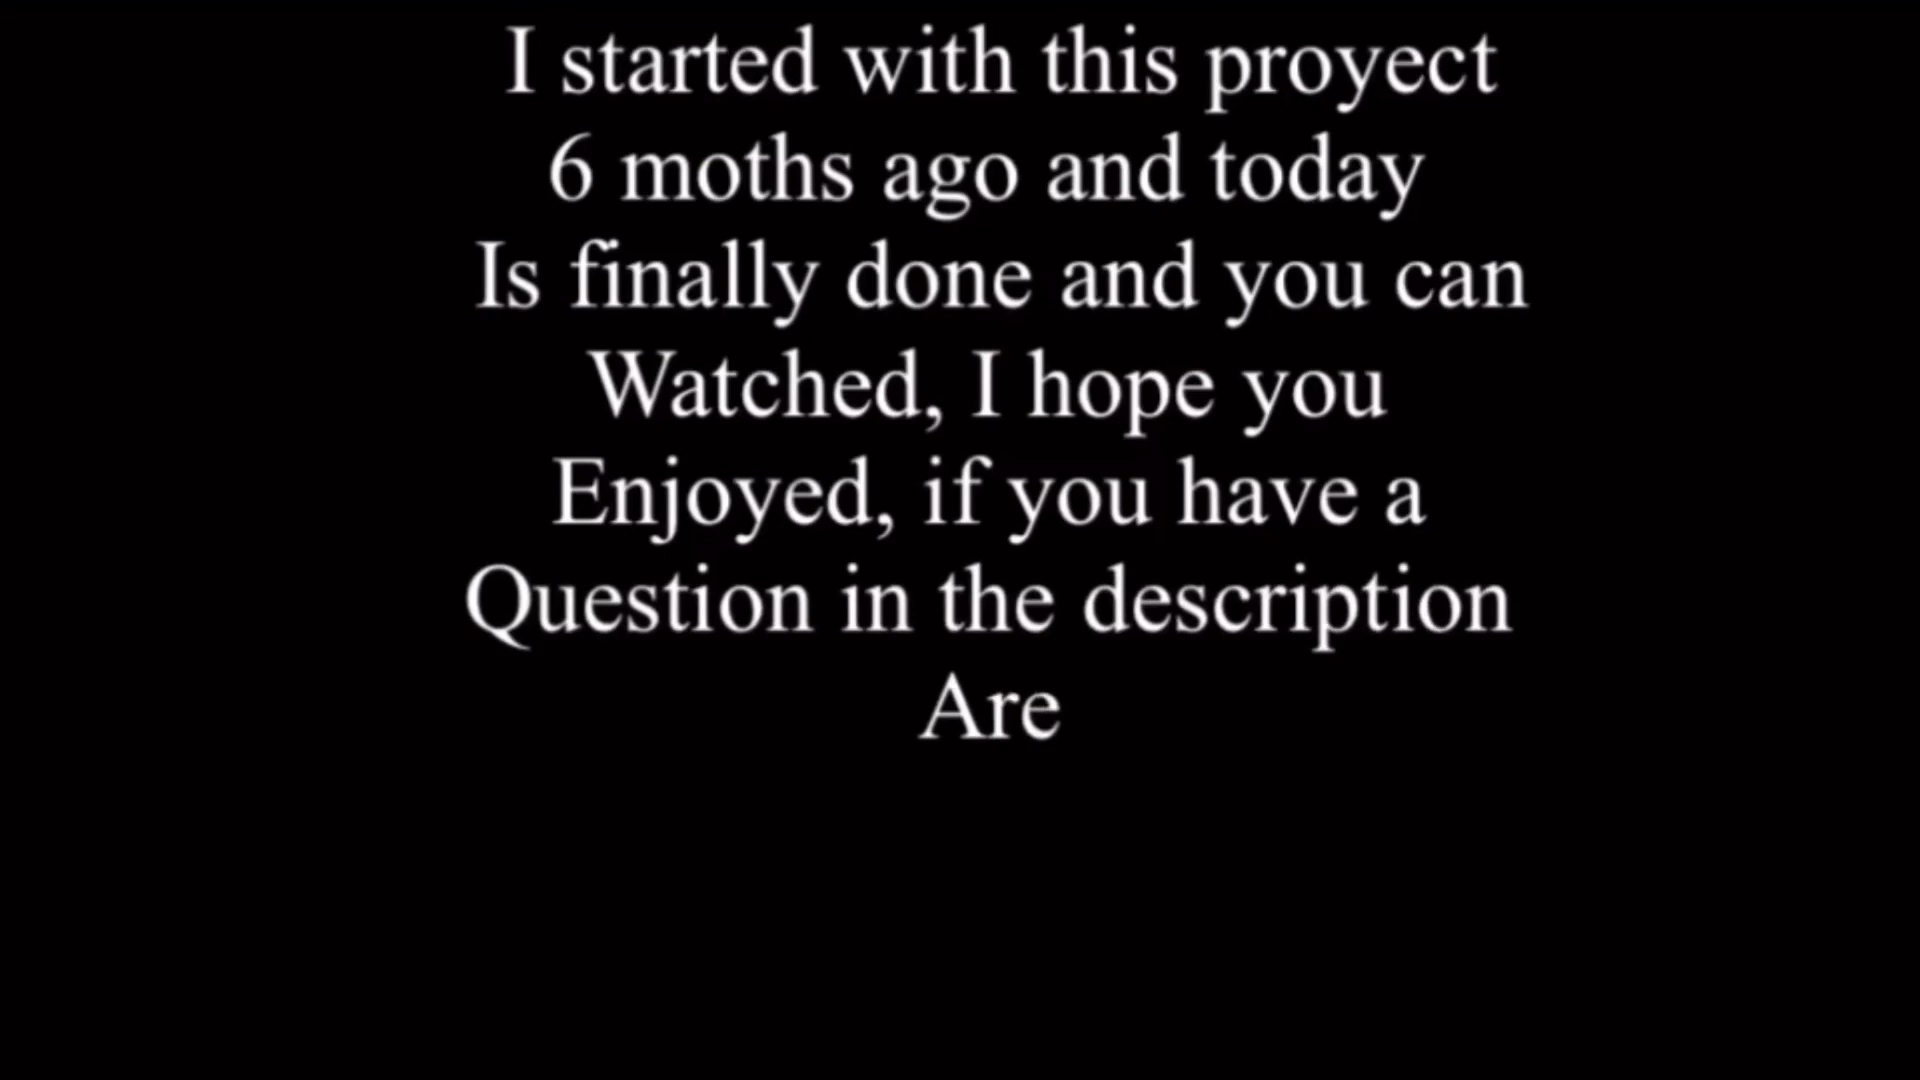 I started with this proyect
6 moths ago and today
Is finally done and you can
Watched, I hope you
Enjoyed, if you have a
Question in the description
Are